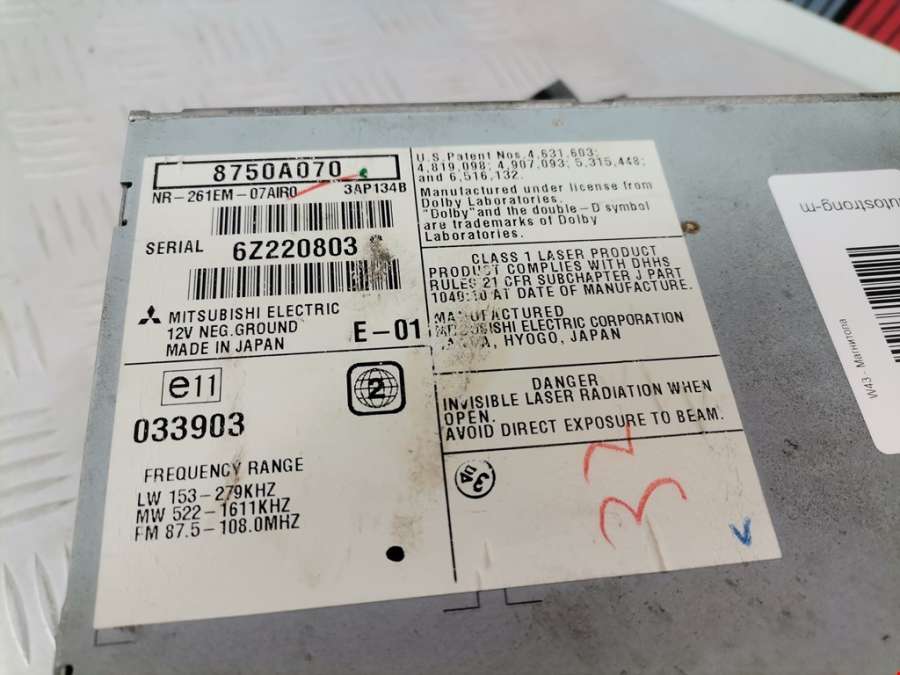 8750A070
NR-261EM-07AIR0 3AP134B
SERIAL 6Z220803
MITSUBISHI ELECTRIC
12V NEG.GROUND
MADE IN JAPAN
E-01
e11
2
033903
FREQUENCY RANGE
LW 153-279KHZ
MW 522-1611KHZ
FM 87.5-108.0MHZ
U.S. Patent Nos. 4,631,603;
4,819,098; 4,907,093; 5,315,448;
and 6,516,132.
Manufactured under license from
Dolby Laboratories.
"Dolby" and the double-D symbol
are trademarks of Dolby
Laboratories.
CLASS 1 LASER PRODUCT
PRODUCT COMPLIES WITH DHHS
RULES 21 CFR SUBCHAPTER J PART
1040.10 AT DATE OF MANUFACTURE.
MANUFACTURED
MITSUBISHI ELECTRIC CORPORATION
HYOGO, JAPAN
DANGER
INVISIBLE LASER RADIATION WHEN
OPEN.
AVOID DIRECT EXPOSURE TO BEAM.
32
utostrong-m
W43 - Магнитола